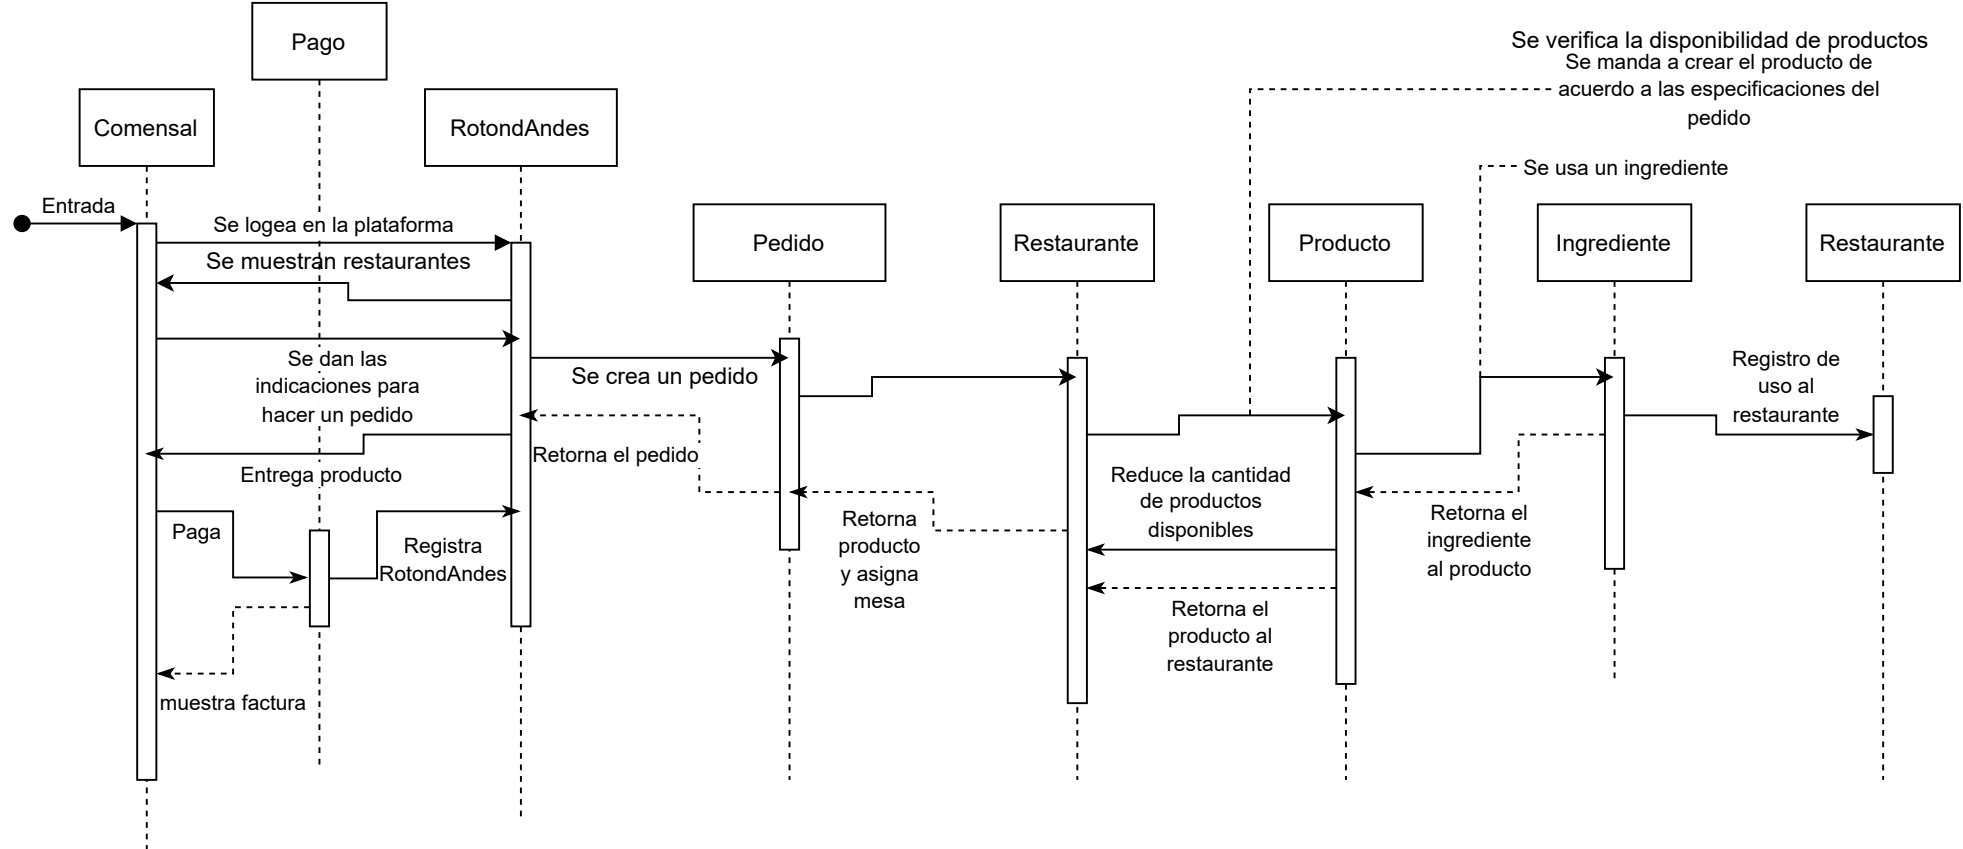 Pago
Se verifica la disponibilidad de productos
Se manda a crear el producto de
acuerdo a las especificaciones del
pedido
Comensal
RotondAndes
Se usa un ingrediente
Entrada
Se logea en la plataforma
Se muestran restaurantes
Pedido
Restaurante
Producto
Ingrediente
Restaurante
Se dan las
indicaciones para
hacer un pedido
Se crea un pedido
Registro de
uso al
restaurante
Retorna el pedido
Entrega producto
Reduce la cantidad
de productos
disponibles
Paga
Registra
RotondAndes
Retorna
producto
y asigna
mesa
Retorna el
ingrediente
al producto
Retorna el
producto al
restaurante
muestra factura